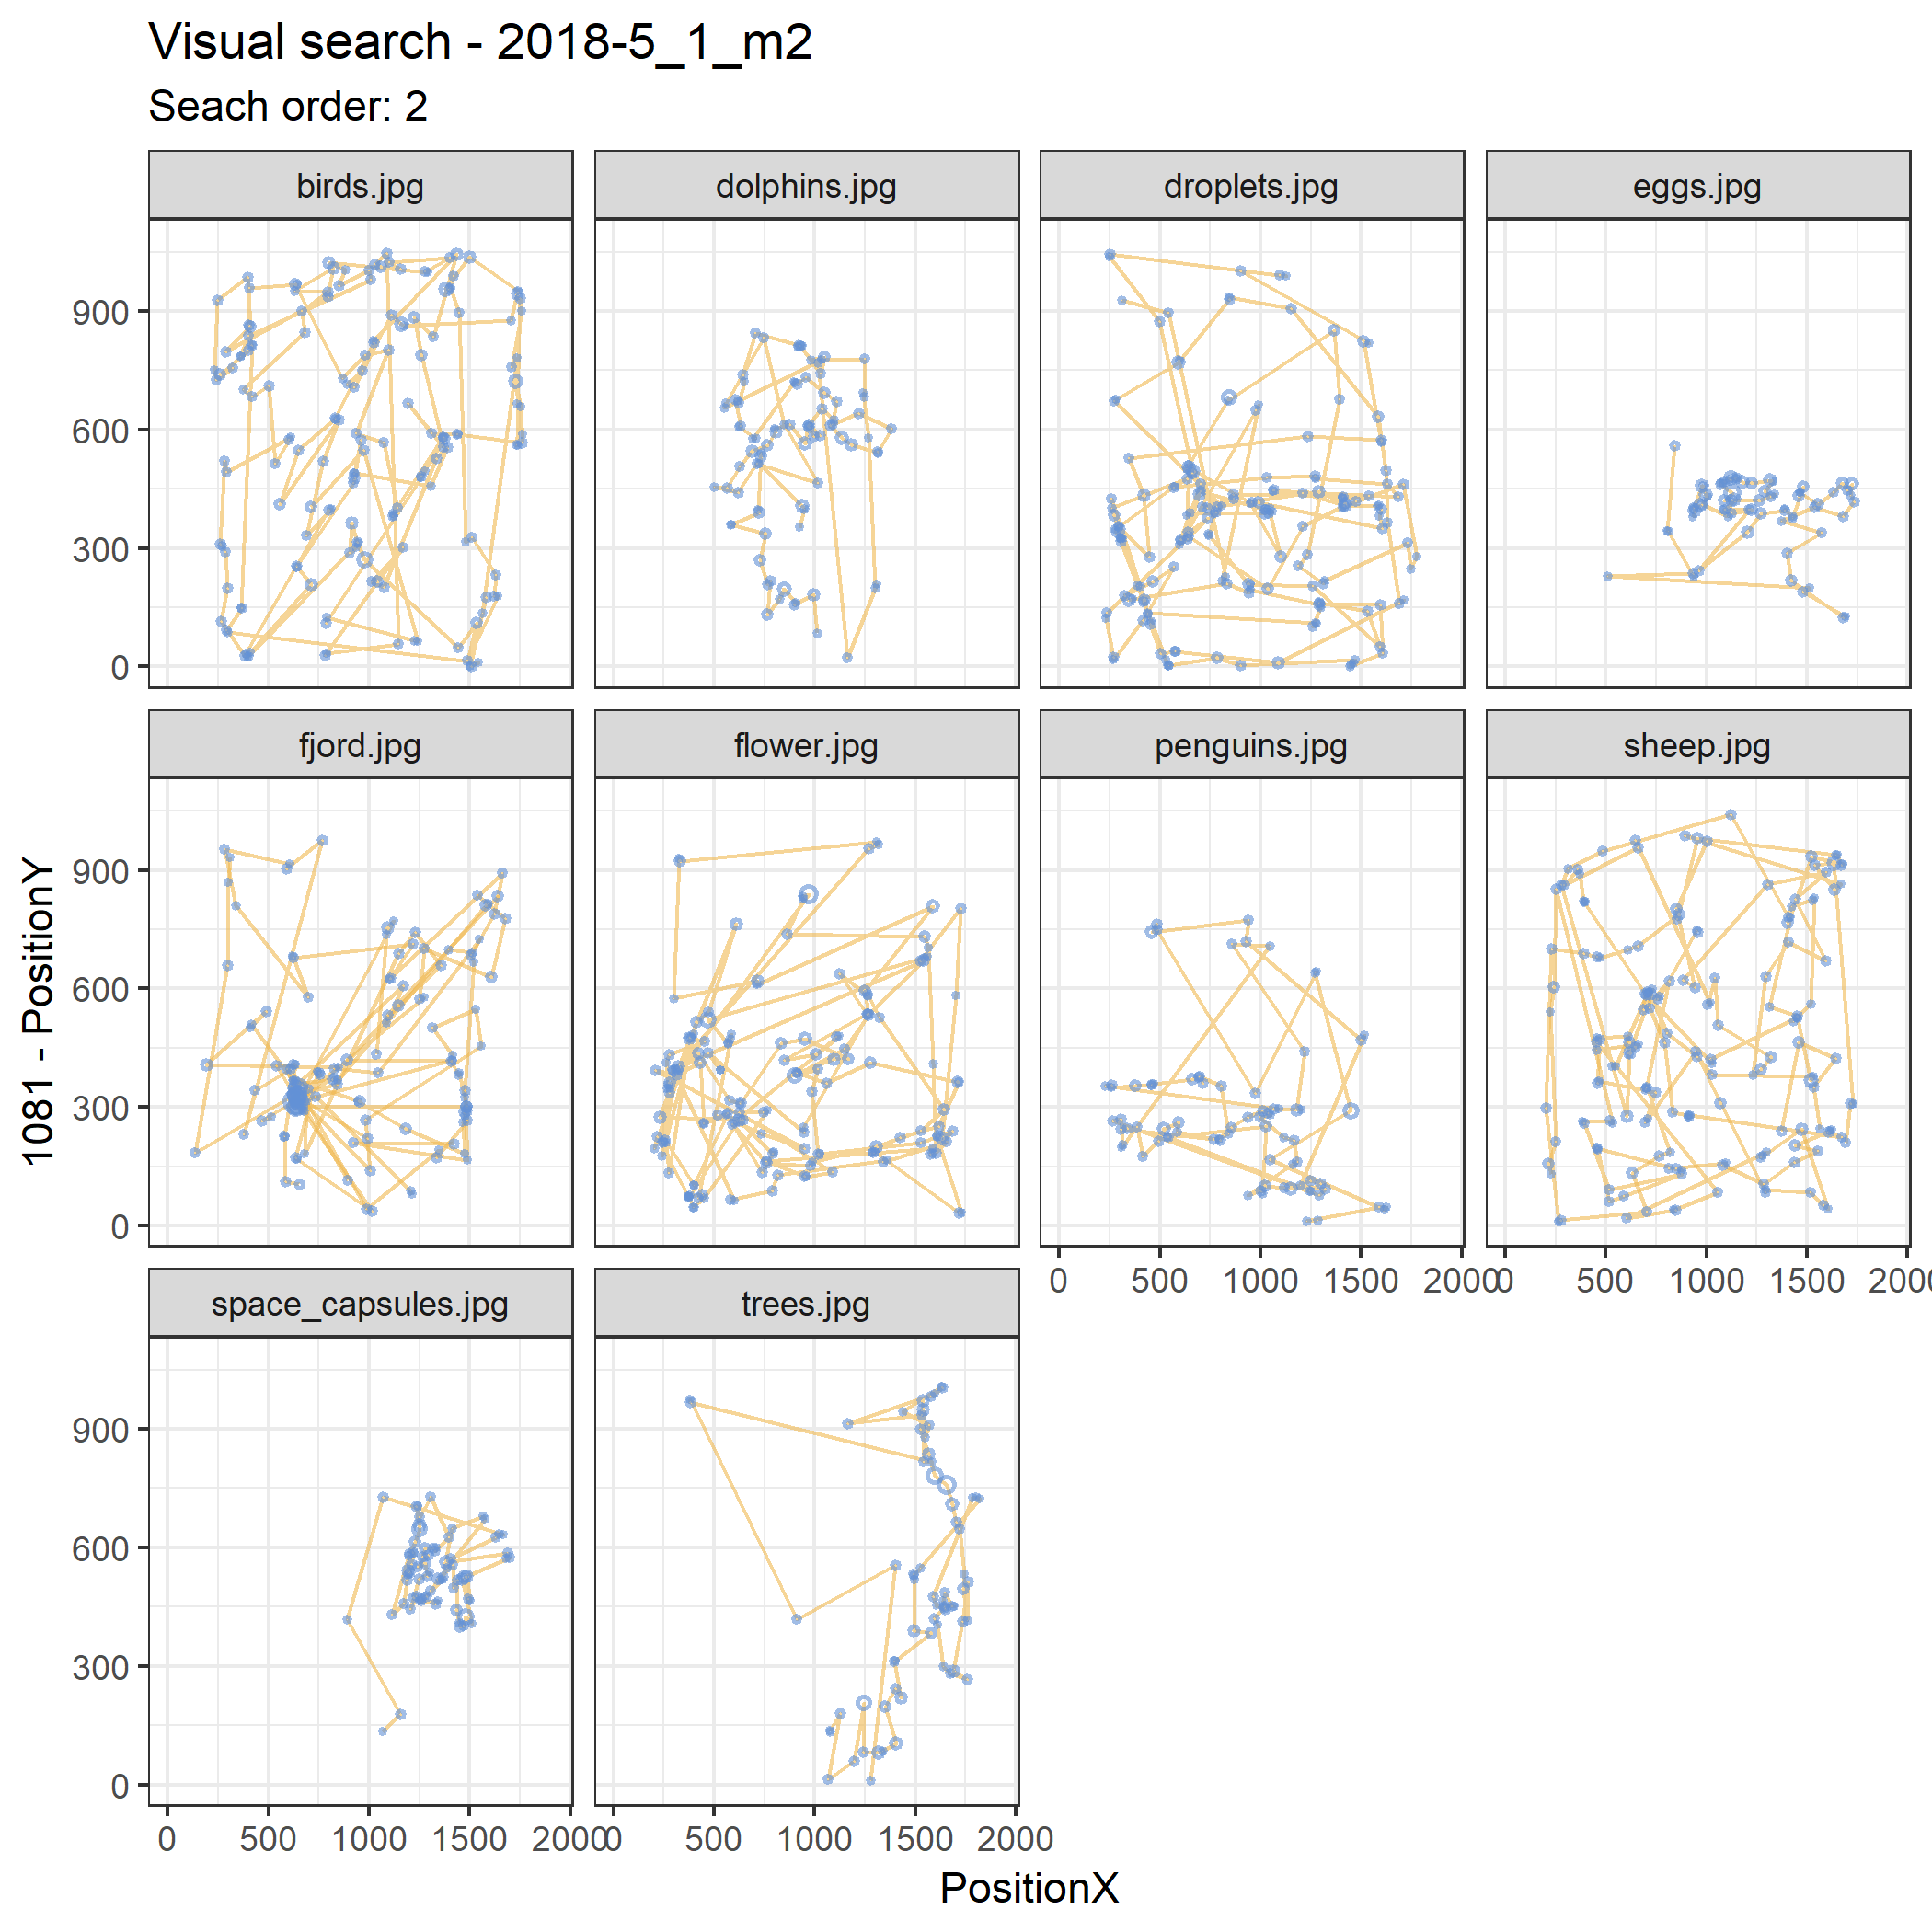 Visual search - 2018-5_1_m2
Seach order: 2
birds.jpg
dolphins.jpg
droplets.jpg
eggs.jpg
900
600
300
0
fjord.jpg
flower.jpg
penguins.jpg
sheep.jpg
900
600
300
0
0 500 1000 1500 2000
0 500 1000 1500 2000
space_capsules.jpg
trees.jpg
900
600
300
0
0 500 1000 1500 2000
0 500 1000 1500 2000
PositionX
1081 - PositionY